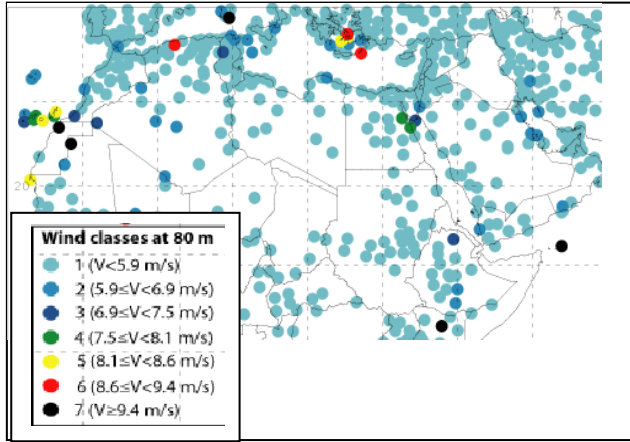 20
Wind classes at 80 m
1 (V<5.9 m/s)
2 (5.9≤V<6.9 m/s)
3 (6.9≤V<7.5 m/s)
4 (7.5≤V<8.1 m/s)
5 (8.1≤V<8.6 m/s)
6 (8.6≤V<9.4 m/s)
7 (V≥9.4 m/s)